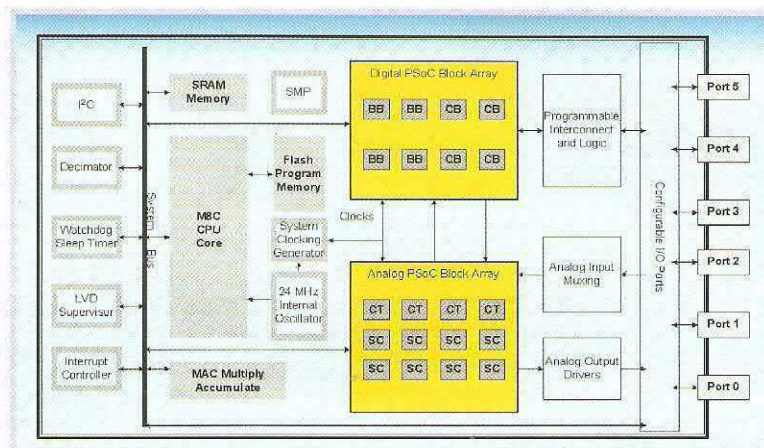 I²C
Decimator
Watchdog
Sleep Timer
LVD
Supervisor
Interrupt
Controller
System Bus
SRAM
Memory
SMP
M8C
CPU
Core
Flash
Program
Memory
System
Clocking
Generator
24 MHz
Internal
Oscillator
MAC Multiply
Accumulate
Clocks
Digital PSoC Block Array
BB BB CB CB
BB BB CB CB
Analog PSoC Block Array
CT CT CT CT
SC SC SC SC
SC SC SC SC
Programmable
Interconnect
and Logic
Analog Input
Muxing
Analog Output
Drivers
Configurable I/O Ports
Port 5
Port 4
Port 3
Port 2
Port 1
Port 0